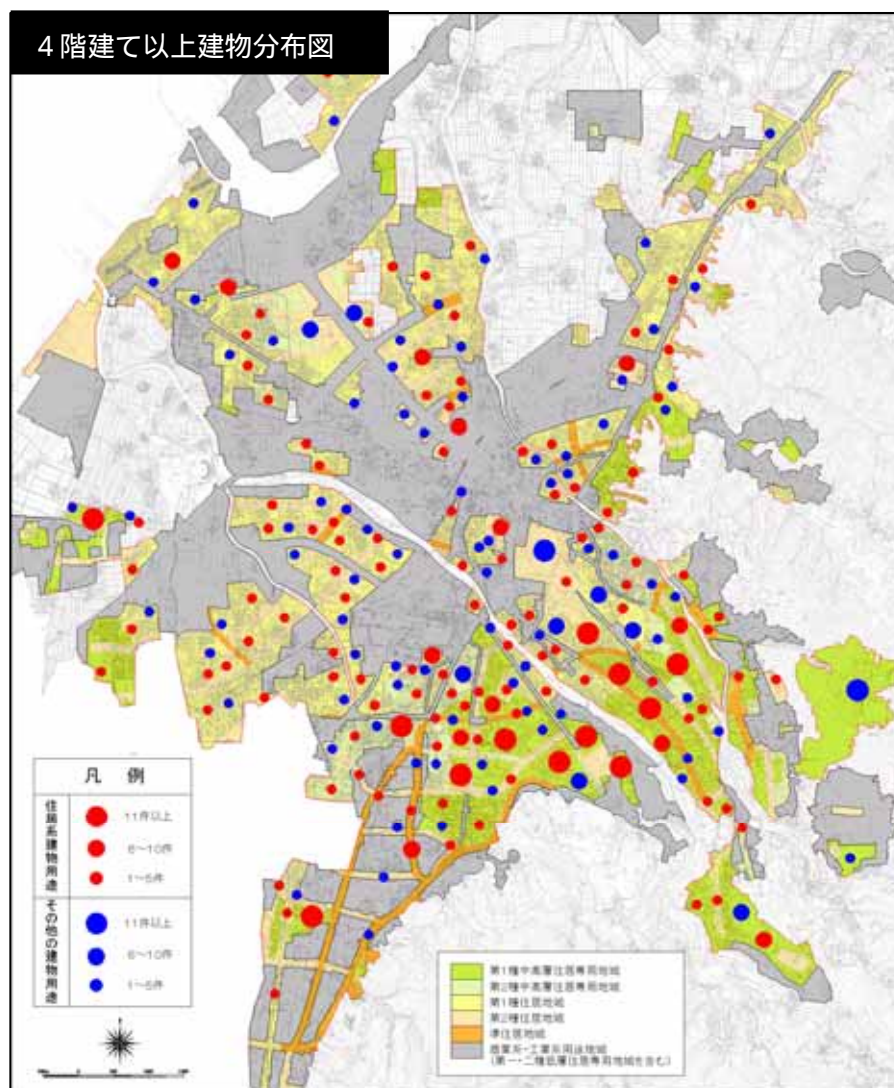 4階建て以上建物分布図
凡 例
住居系建物用途
11件以上
6〜10件
1〜5件
その他の建物用途
11件以上
6〜10件
1〜5件
第1種中高層住居専用地域
第2種中高層住居専用地域
第1種住居地域
第2種住居地域
準住居地域
商業系・工業系用途地域
(第一・二種低層住居専用地域を含む)